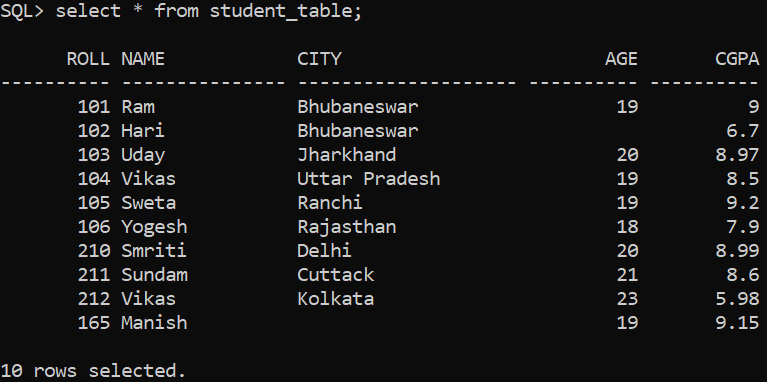 SQL> select * from student_table;
ROLL NAME CITY AGE CGPA
---------- --------------- -------------------- ---------- ----------
101 Ram Bhubaneswar 19 9
102 Hari Bhubaneswar 6.7
103 Uday Jharkhand 20 8.97
104 Vikas Uttar Pradesh 19 8.5
105 Sweta Ranchi 19 9.2
106 Yogesh Rajasthan 18 7.9
210 Smriti Delhi 20 8.99
211 Sundam Cuttack 21 8.6
212 Vikas Kolkata 23 5.98
165 Manish 19 9.15
10 rows selected.